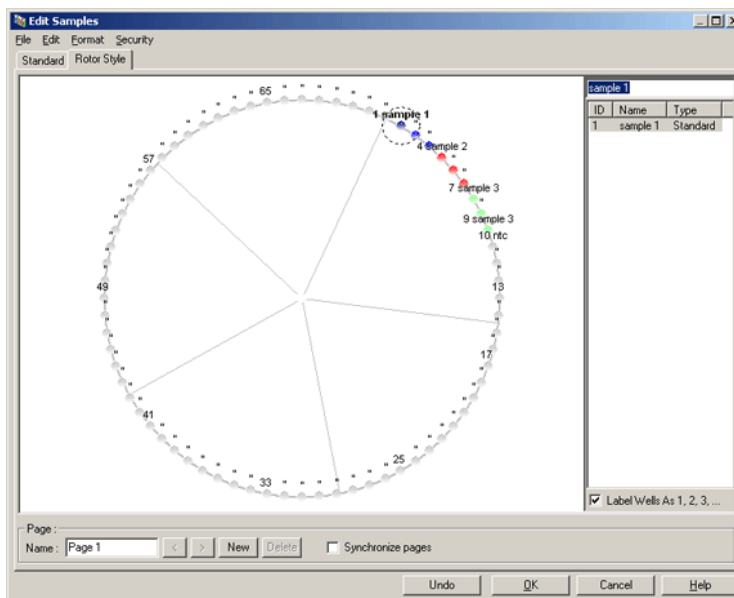 Edit Samples
File Edit Format Security
Standard Rotor Style
sample 1
ID Name Type
1 sample 1 Standard
65
1 sample 1
4 sample 2
57
7 sample 3
9 sample 3
10 ntc
49
13
17
41
25
33
Label Wells As 1, 2, 3, ...
Page :
Name : Page 1 < > New Delete Synchronize pages
Undo OK Cancel Help